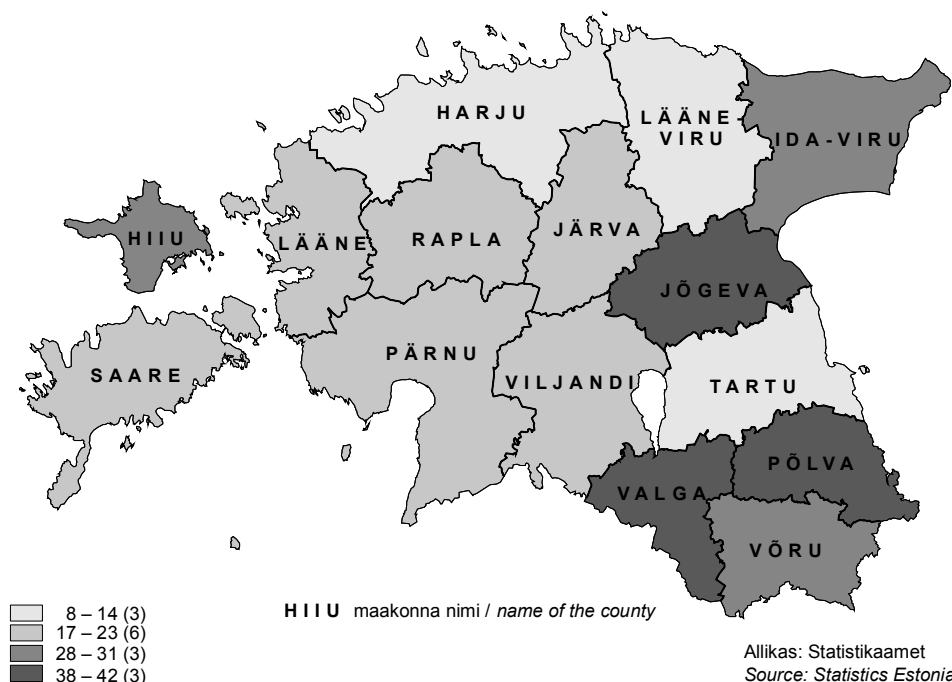 HARJU
LÄÄNE-
VIRU
IDA-VIRU
HIIU
LÄÄNE
RAPLA
JÄRVA
JÕGEVA
SAARE
PÄRNU
VILJANDI
TARTU
VALGA
PÕLVA
VÕRU
8 – 14 (3)
17 – 23 (6)
28 – 31 (3)
38 – 42 (3)
HIIU maakonna nimi / name of the county
Allikas: Statistikaamet
Source: Statistics Estonia